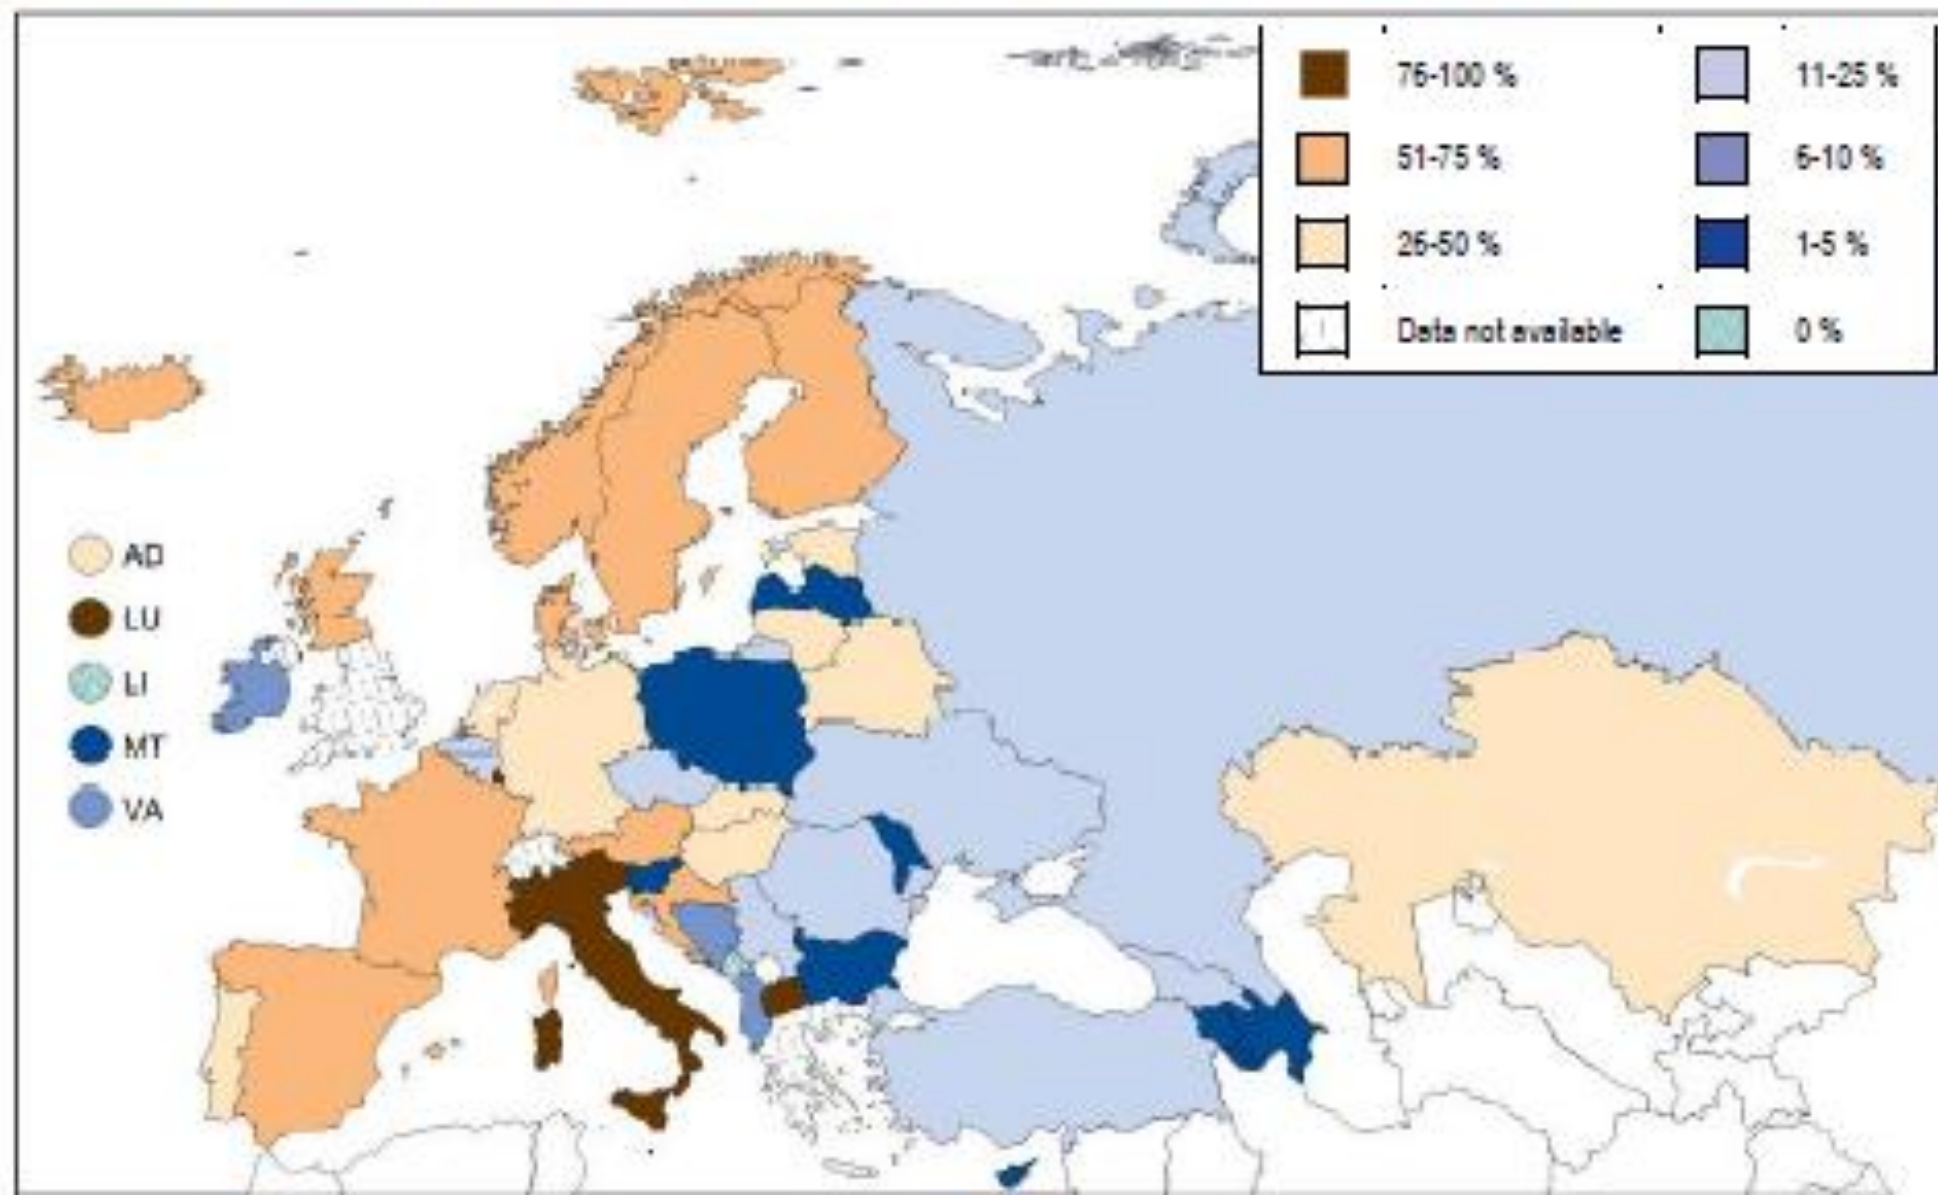 76-100 %
11-25 %
51-75 %
6-10 %
26-50 %
1-5 %
Data not available
0 %
AD
LU
LI
MT
VA